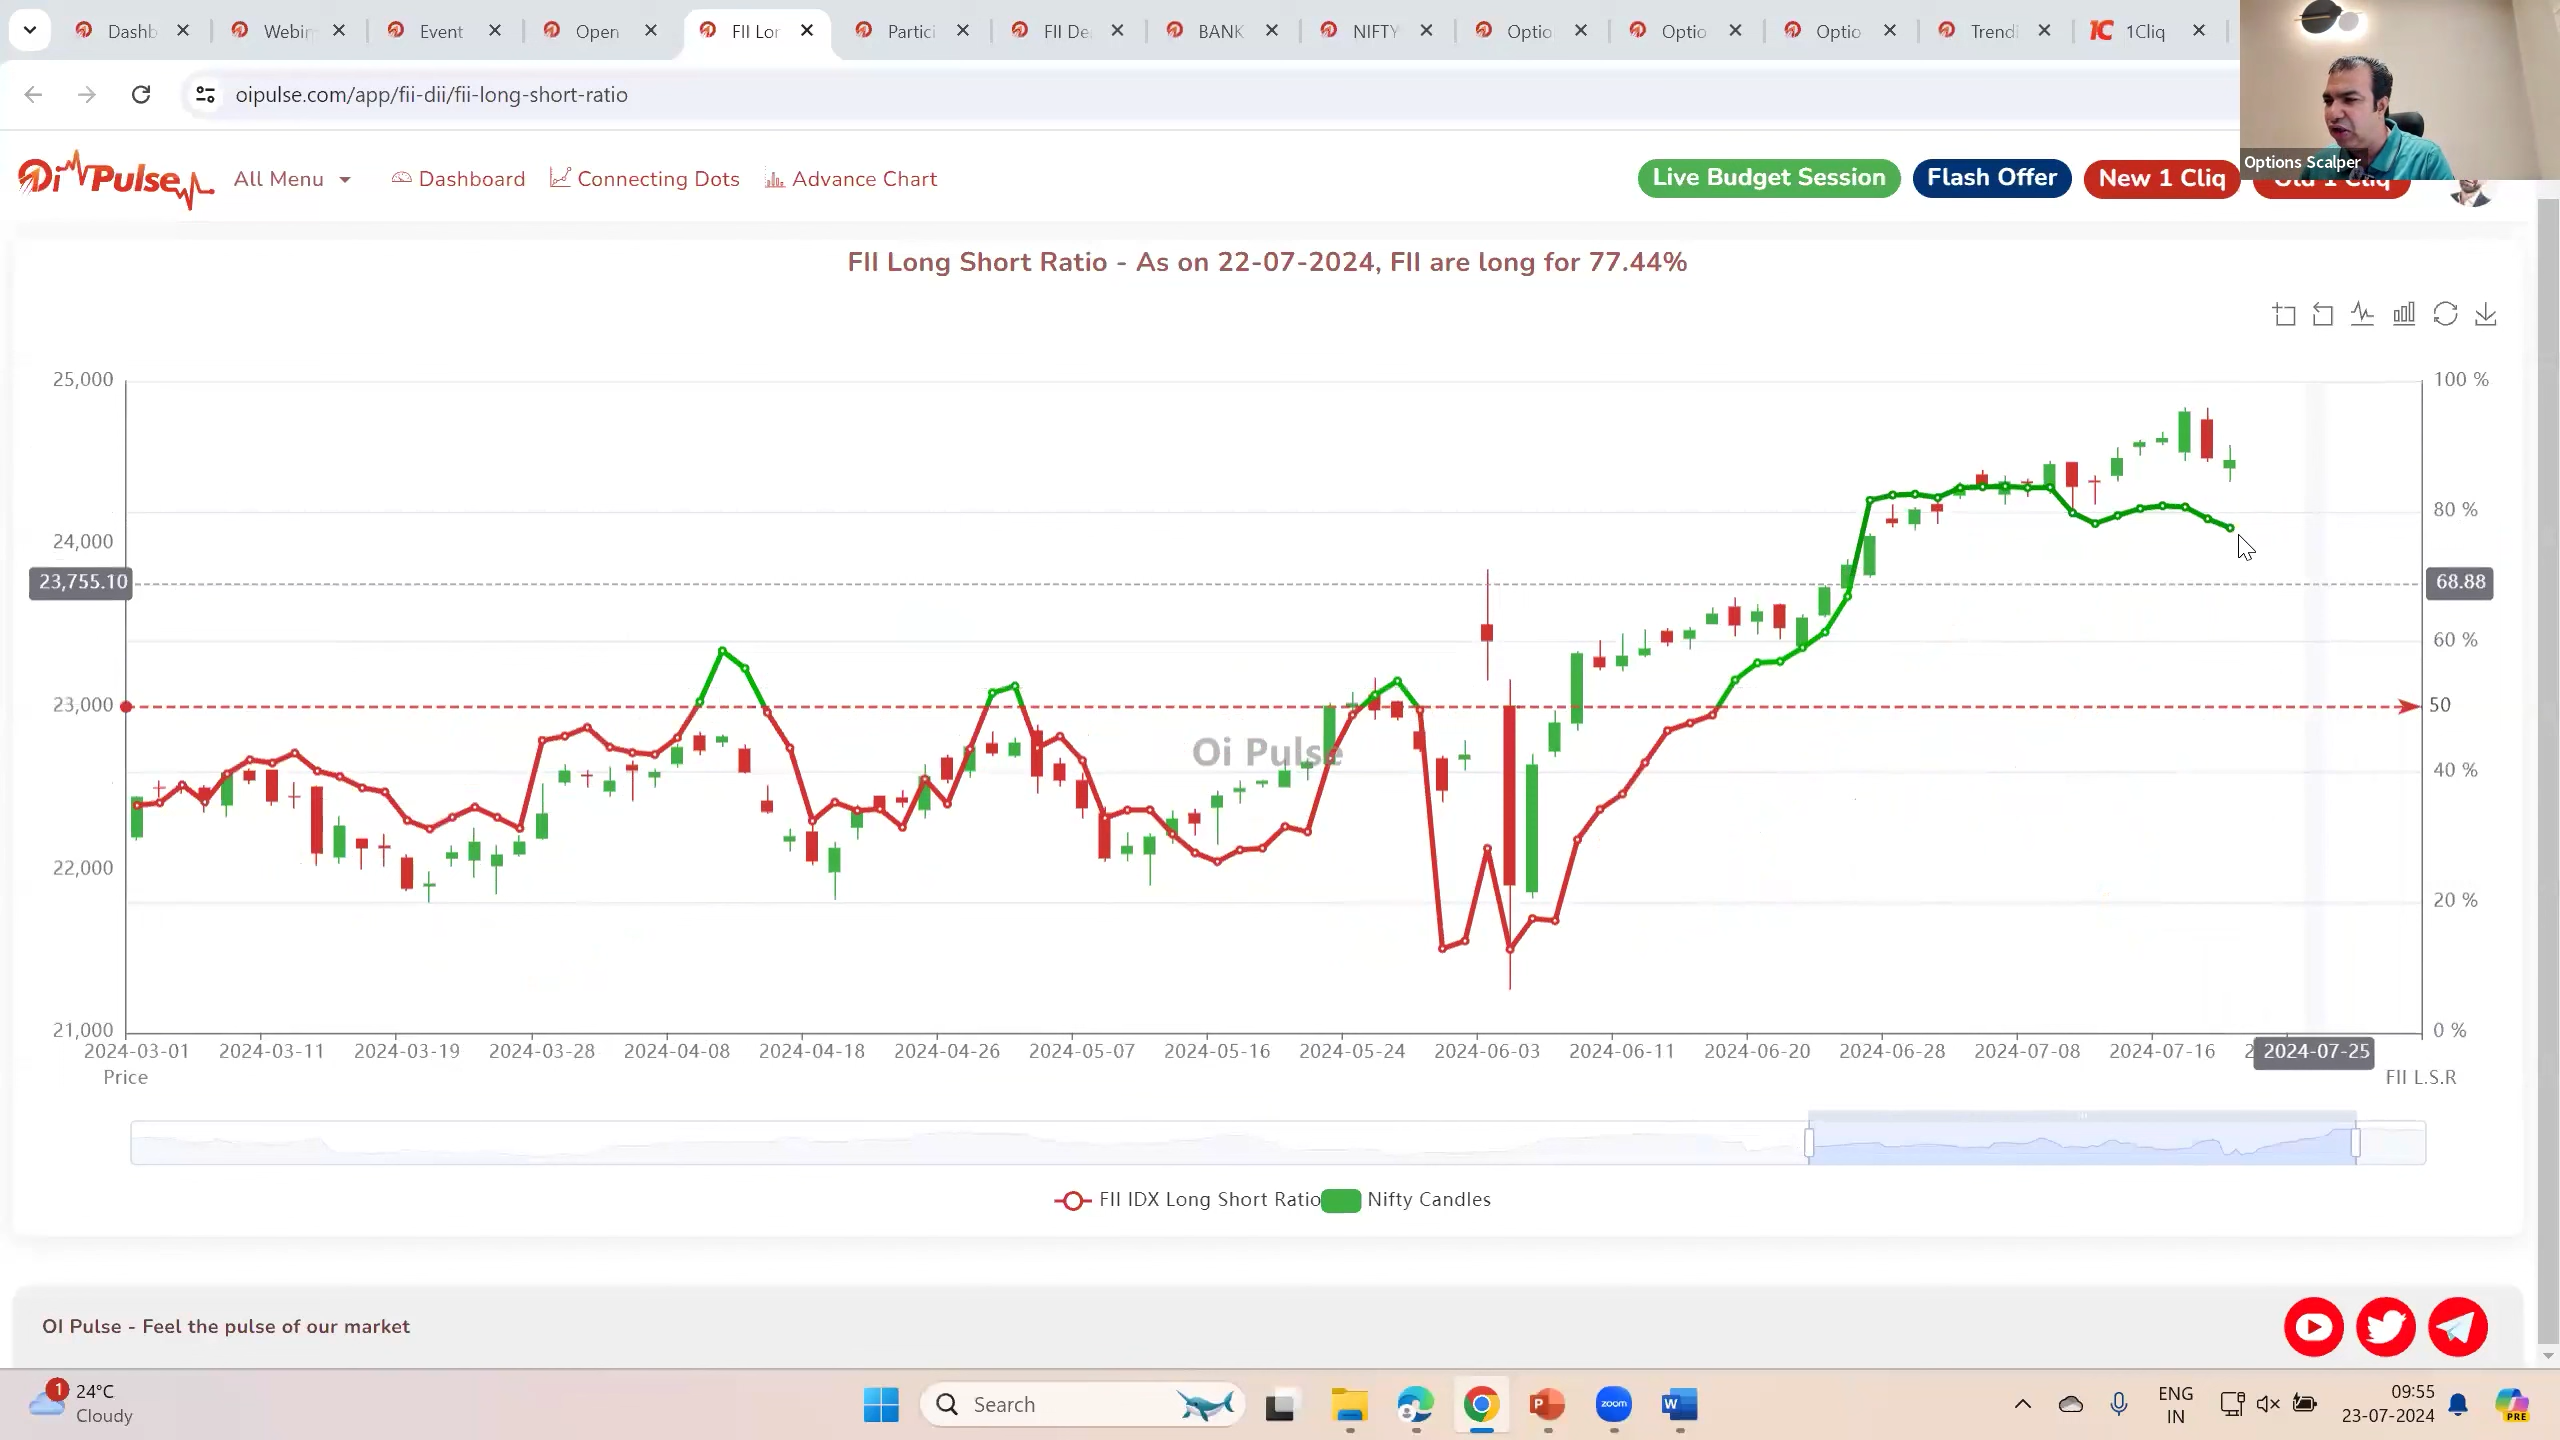 Dashb
Webin
Event
Open
FII Lor
Partici
FII De
BANK
NIFTY
Optio
Optio
Optio
Trendi
1Cliq
oipulse.com/app/fii-dii/fii-long-short-ratio
Oi Pulse
All Menu
Dashboard
Connecting Dots
Advance Chart
Live Budget Session
Flash Offer
New 1 Cliq
Old 1 Cliq
Options Scalper
FII Long Short Ratio - As on 22-07-2024, FII are long for 77.44%
25,000
100 %
80 %
24,000
23,755.10
68.88
60 %
23,000
50
Oi Pulse
40 %
22,000
20 %
21,000
0 %
2024-03-01 2024-03-11 2024-03-19 2024-03-28 2024-04-08 2024-04-18 2024-04-26 2024-05-07 2024-05-16 2024-05-24 2024-06-03 2024-06-11 2024-06-20 2024-06-28 2024-07-08 2024-07-16 2024-07-25
Price
FII L.S.R
FII IDX Long Short Ratio
Nifty Candles
OI Pulse - Feel the pulse of our market
1
24°C
Cloudy
Search
zoom
ENG
IN
09:55
23-07-2024
PRE